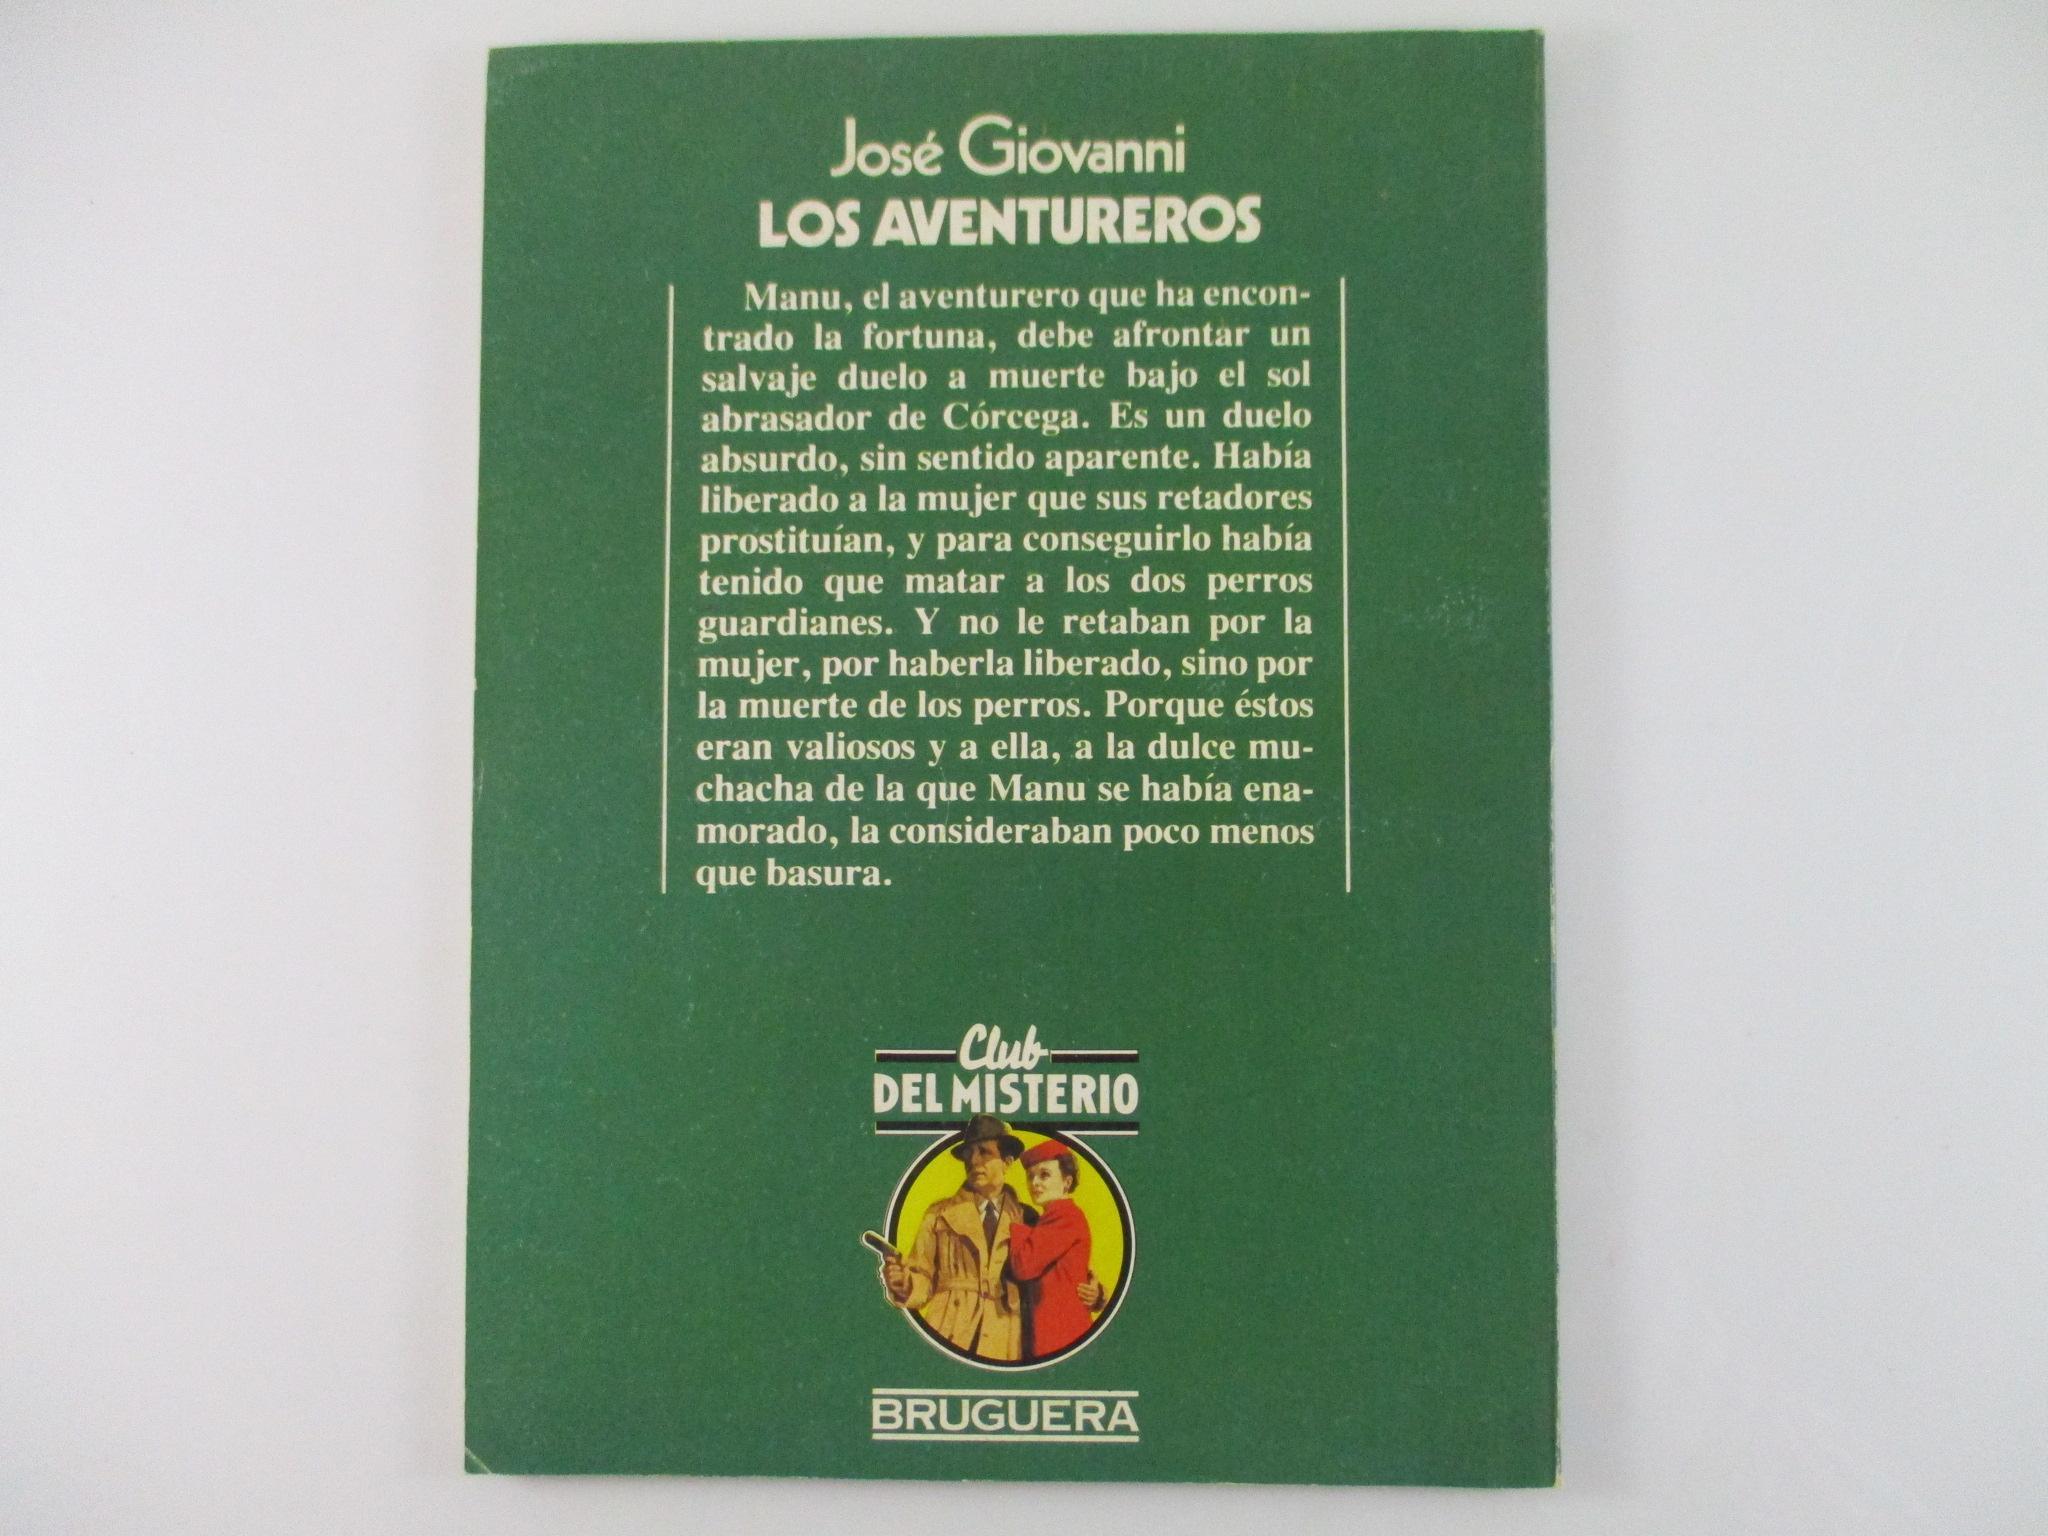 José Giovanni
LOS AVENTUREROS
Manu, el aventurero que ha encon-
trado la fortuna, debe afrontar un
salvaje duelo a muerte bajo el sol
abrasador de Córcega. Es un duelo
absurdo, sin sentido aparente. Había
liberado a la mujer que sus retadores
prostituían, y para conseguirlo había
tenido que matar a los dos perros
guardianes. Y no le retaban por la
mujer, por haberla liberado, sino por
la muerte de los perros. Porque éstos
eran valiosos y a ella, a la dulce mu-
chacha de la que Manu se había ena-
morado, la consideraban poco menos
que basura.
Club
DEL MISTERIO
BRUGUERA